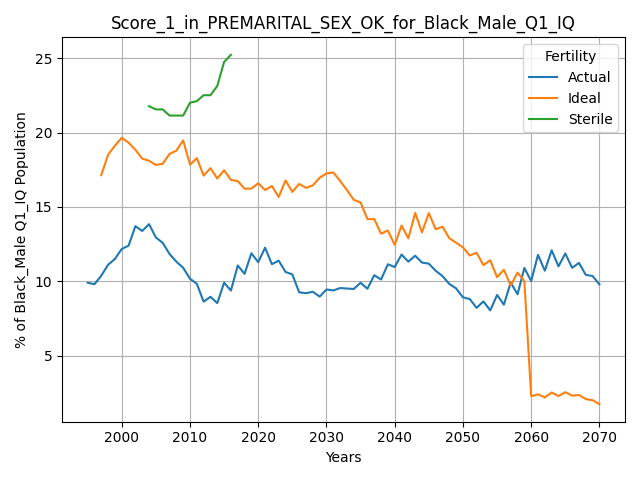 Score_1_in_PREMARITAL_SEX_OK_for_Black_Male_Q1_IQ
Fertility
Actual
Ideal
Sterile
% of Black_Male Q1_IQ Population
25
20
15
10
5
2000 2010 2020 2030 2040 2050 2060 2070
Years